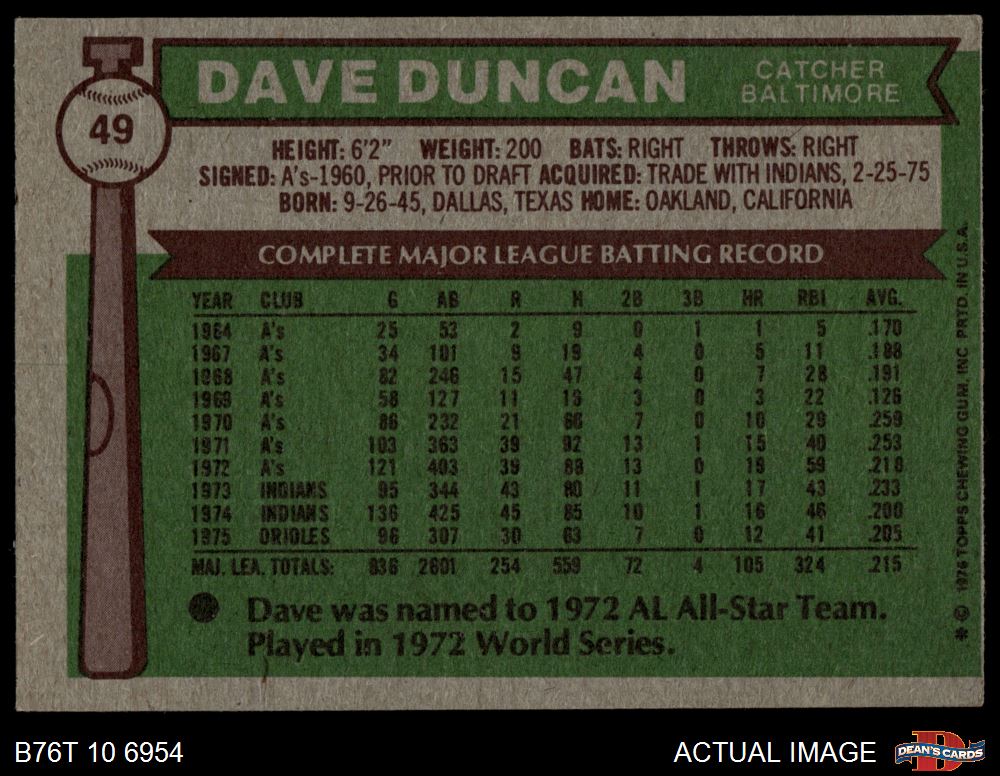 DAVE DUNCAN
CATCHER
BALTIMORE
49
HEIGHT: 6'2" WEIGHT: 200 BATS: RIGHT THROWS: RIGHT
SIGNED: A's-1960, PRIOR TO DRAFT ACQUIRED: TRADE WITH INDIANS, 2-25-75
BORN: 9-26-45, DALLAS, TEXAS HOME: OAKLAND, CALIFORNIA
COMPLETE MAJOR LEAGUE BATTING RECORD
YEAR CLUB G AB R H 2B 3B HR RBI AVG.
1964 A's 25 53 2 9 0 1 1 5 .170
1967 A's 34 101 9 19 4 0 5 11 .188
1968 A's 82 246 15 47 4 0 7 28 .191
1969 A's 58 127 11 16 3 0 3 22 .126
1970 A's 86 232 21 60 7 0 10 29 .259
1971 A's 103 363 39 92 13 1 15 40 .253
1972 A's 121 403 39 88 13 0 19 59 .218
1973 INDIANS 95 344 43 80 11 1 17 43 .233
1974 INDIANS 136 425 45 85 10 1 16 46 .200
1975 ORIOLES 96 307 30 63 7 0 12 41 .205
MAJ. LEA. TOTALS: 836 2601 254 559 72 4 105 324 .215
Dave was named to 1972 AL All-Star Team.
Played in 1972 World Series.
* © 1976 TOPPS CHEWING GUM, INC PRTD. IN U.S.A.
B76T 10 6954
ACTUAL IMAGE
D
DEAN'S CARDS